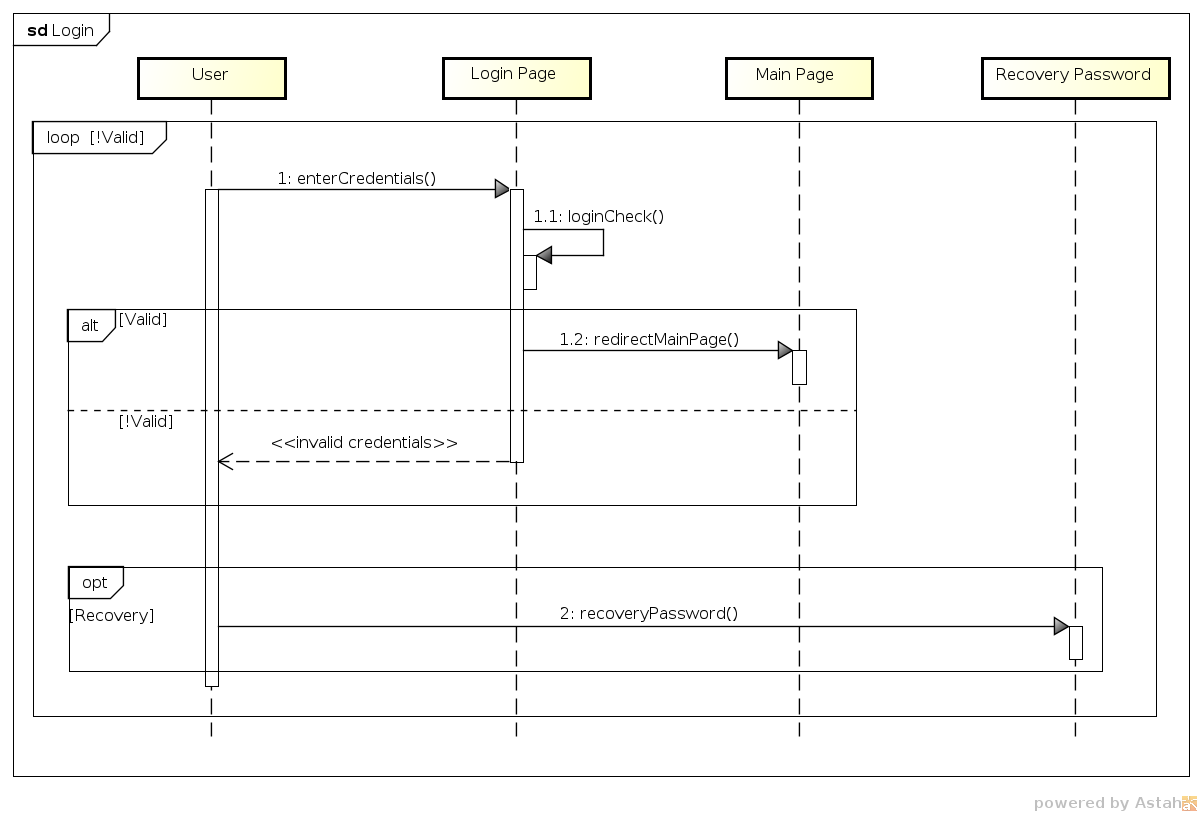 sd Login
User
Login Page
Main Page
Recovery Password
loop [!Valid]
1: enterCredentials()
1.1: loginCheck()
alt
[Valid]
1.2: redirectMainPage()
[!Valid]
<<invalid credentials>>
opt
[Recovery]
2: recoveryPassword()
powered by Astah